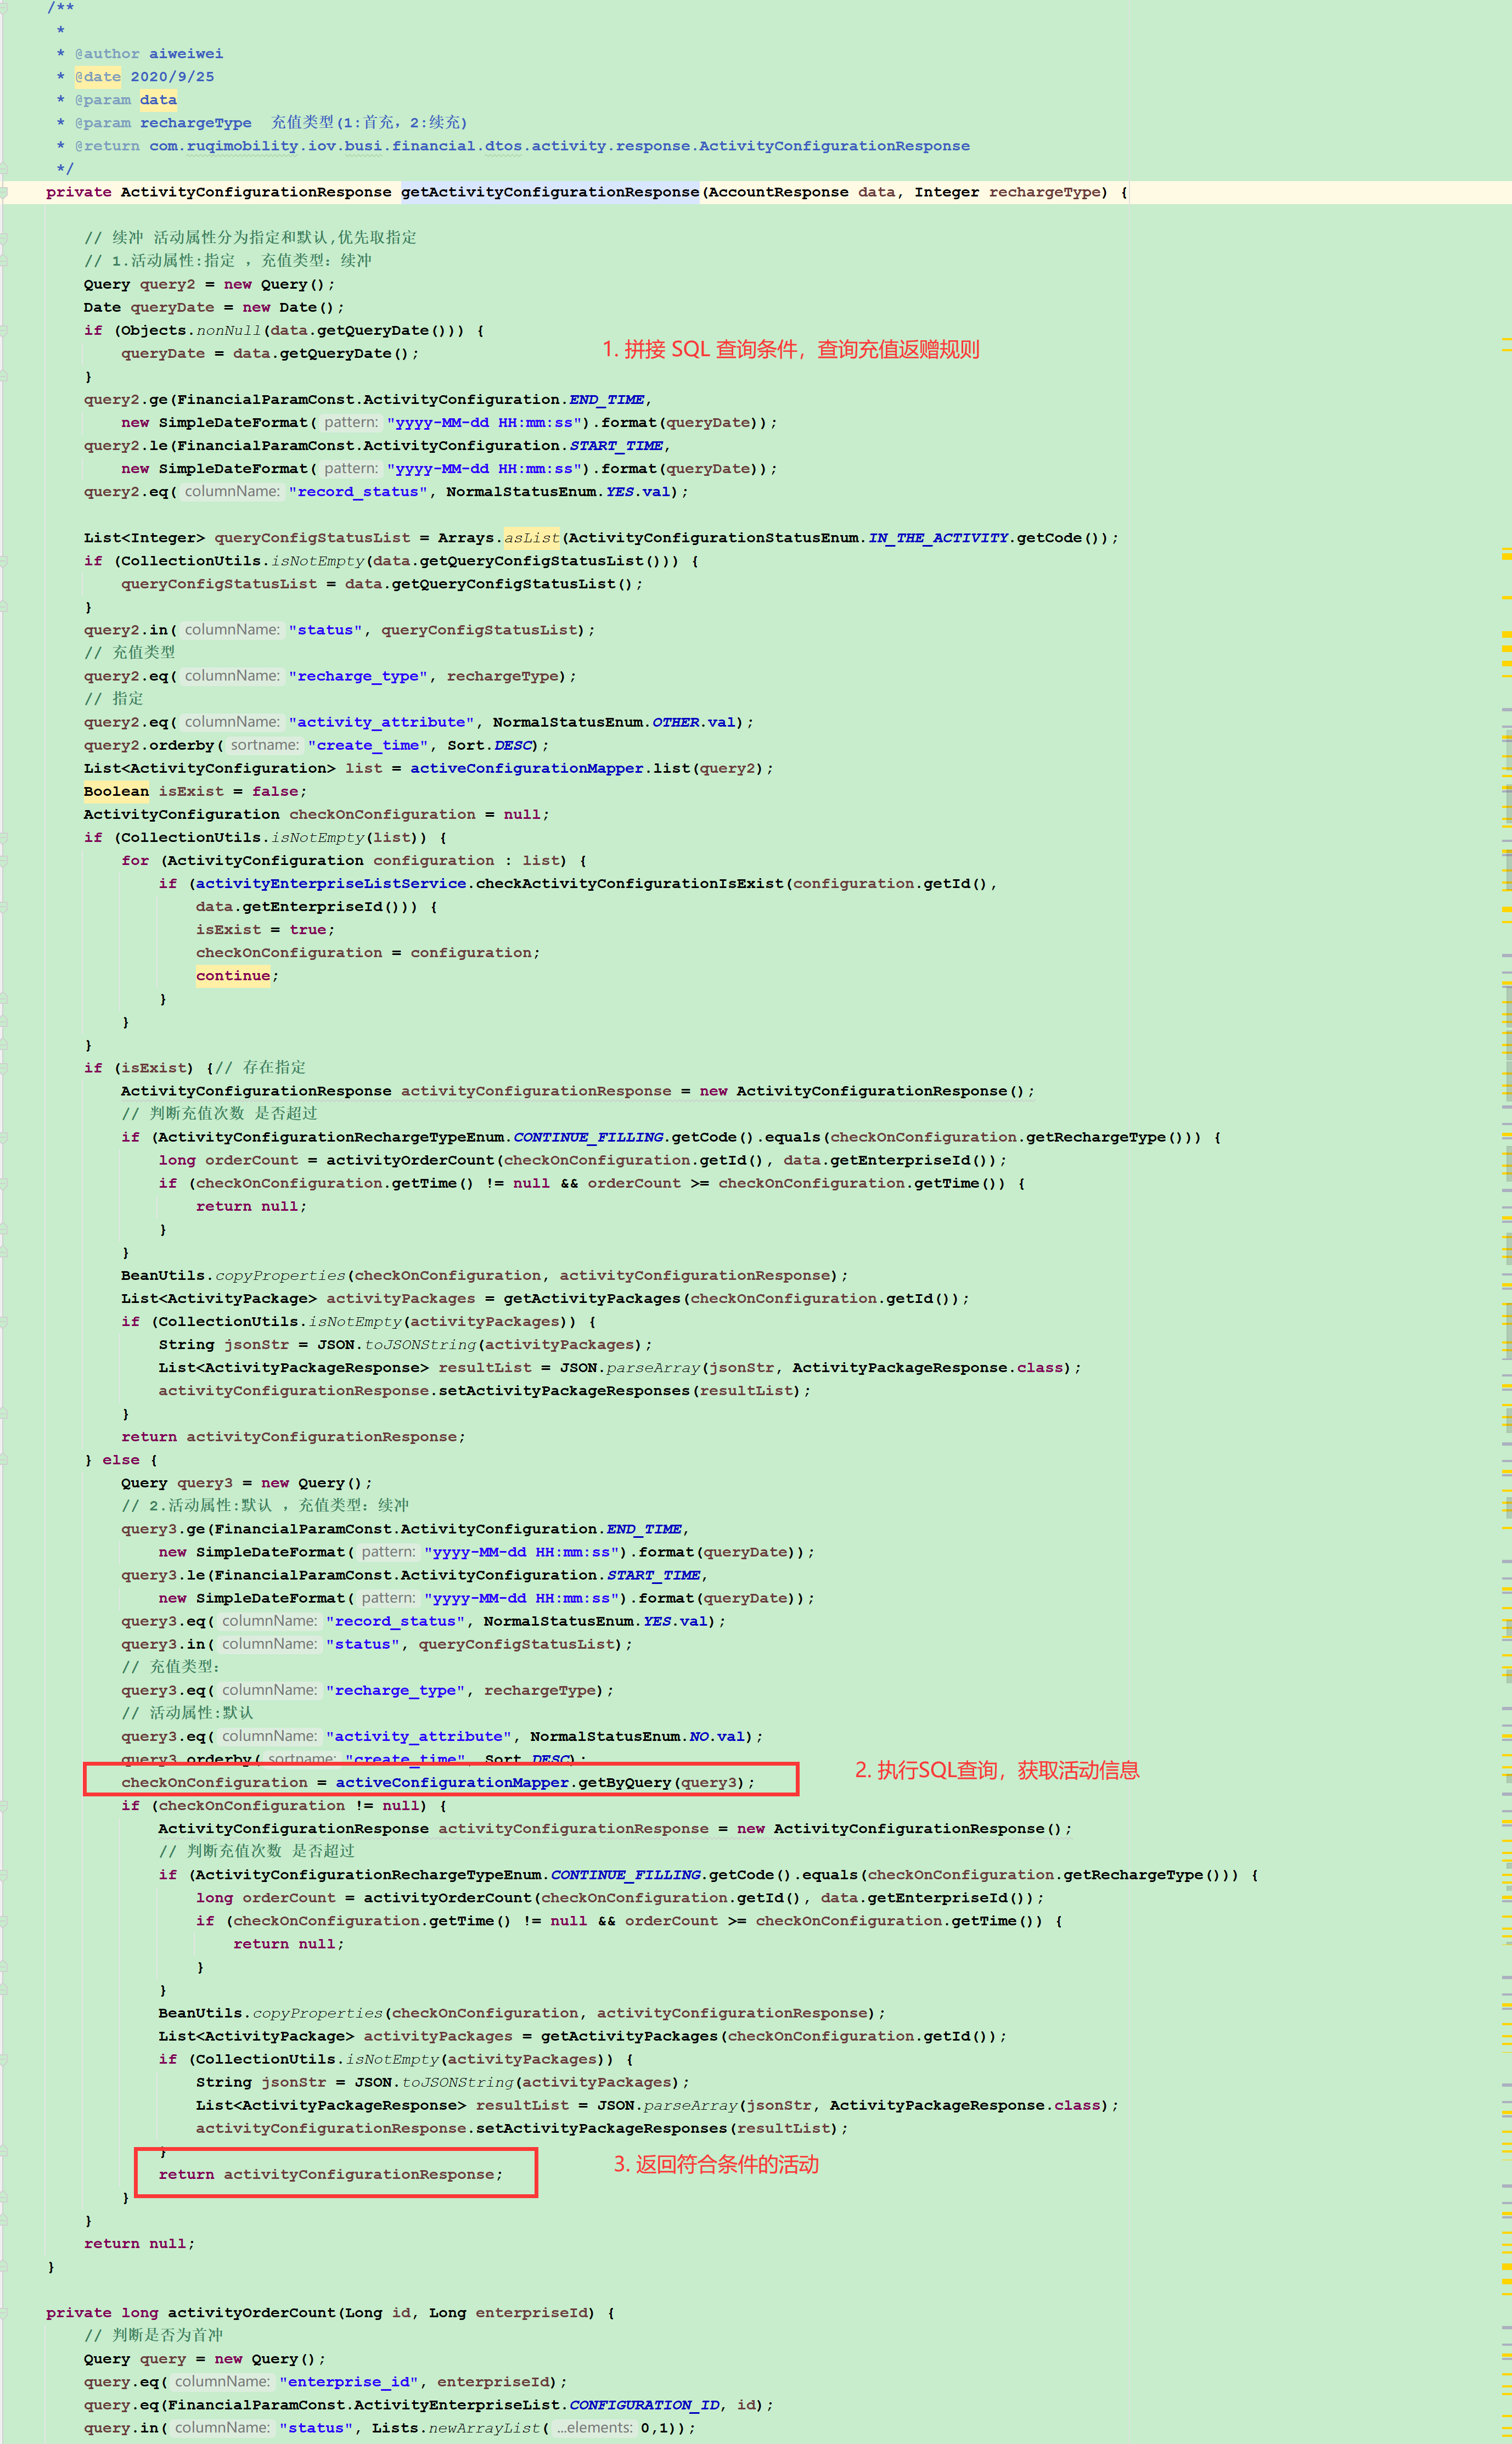 /**
 *
 * @author aiweiwei
 * @date 2020/9/25
 * @param data
 * @param rechargeType  充值类型(1:首充，2:续充)
 * @return com.ruqimobility.iov.busi.financial.dtos.activity.response.ActivityConfigurationResponse
 */
private ActivityConfigurationResponse getActivityConfigurationResponse(AccountResponse data, Integer rechargeType) {
// 续冲 活动属性分为指定和默认,优先取指定
// 1.活动属性:指定 ，充值类型：续冲
Query query2 = new Query();
Date queryDate = new Date();
if (Objects.nonNull(data.getQueryDate())) {
queryDate = data.getQueryDate();
1. 拼接 SQL 查询条件，查询充值返赠规则
}
query2.ge(FinancialParamConst.ActivityConfiguration.END_TIME,
new SimpleDateFormat( pattern: "yyyy-MM-dd HH:mm:ss").format(queryDate));
query2.le(FinancialParamConst.ActivityConfiguration.START_TIME,
new SimpleDateFormat( pattern: "yyyy-MM-dd HH:mm:ss").format(queryDate));
query2.eq( columnName: "record_status", NormalStatusEnum.YES.val);
List<Integer> queryConfigStatusList = Arrays.asList(ActivityConfigurationStatusEnum.IN_THE_ACTIVITY.getCode());
if (CollectionUtils.isNotEmpty(data.getQueryConfigStatusList())) {
queryConfigStatusList = data.getQueryConfigStatusList();
}
query2.in( columnName: "status", queryConfigStatusList);
// 充值类型
query2.eq( columnName: "recharge_type", rechargeType);
// 指定
query2.eq( columnName: "activity_attribute", NormalStatusEnum.OTHER.val);
query2.orderby( sortname: "create_time", Sort.DESC);
List<ActivityConfiguration> list = activeConfigurationMapper.list(query2);
Boolean isExist = false;
ActivityConfiguration checkOnConfiguration = null;
if (CollectionUtils.isNotEmpty(list)) {
for (ActivityConfiguration configuration : list) {
if (activityEnterpriseListService.checkActivityConfigurationIsExist(configuration.getId(),
data.getEnterpriseId())) {
isExist = true;
checkOnConfiguration = configuration;
continue;
}
}
}
if (isExist) {// 存在指定
ActivityConfigurationResponse activityConfigurationResponse = new ActivityConfigurationResponse();
// 判断充值次数 是否超过
if (ActivityConfigurationRechargeTypeEnum.CONTINUE_FILLING.getCode().equals(checkOnConfiguration.getRechargeType())) {
long orderCount = activityOrderCount(checkOnConfiguration.getId(), data.getEnterpriseId());
if (checkOnConfiguration.getTime() != null && orderCount >= checkOnConfiguration.getTime()) {
return null;
}
}
BeanUtils.copyProperties(checkOnConfiguration, activityConfigurationResponse);
List<ActivityPackage> activityPackages = getActivityPackages(checkOnConfiguration.getId());
if (CollectionUtils.isNotEmpty(activityPackages)) {
String jsonStr = JSON.toJSONString(activityPackages);
List<ActivityPackageResponse> resultList = JSON.parseArray(jsonStr, ActivityPackageResponse.class);
activityConfigurationResponse.setActivityPackageResponses(resultList);
}
return activityConfigurationResponse;
} else {
Query query3 = new Query();
// 2.活动属性:默认 ，充值类型：续冲
query3.ge(FinancialParamConst.ActivityConfiguration.END_TIME,
new SimpleDateFormat( pattern: "yyyy-MM-dd HH:mm:ss").format(queryDate));
query3.le(FinancialParamConst.ActivityConfiguration.START_TIME,
new SimpleDateFormat( pattern: "yyyy-MM-dd HH:mm:ss").format(queryDate));
query3.eq( columnName: "record_status", NormalStatusEnum.YES.val);
query3.in( columnName: "status", queryConfigStatusList);
// 充值类型：
query3.eq( columnName: "recharge_type", rechargeType);
// 活动属性:默认
query3.eq( columnName: "activity_attribute", NormalStatusEnum.NO.val);
query3.orderby( sortname: "create_time", Sort.DESC);
checkOnConfiguration = activeConfigurationMapper.getByQuery(query3);
2. 执行SQL查询，获取活动信息
if (checkOnConfiguration != null) {
ActivityConfigurationResponse activityConfigurationResponse = new ActivityConfigurationResponse();
// 判断充值次数 是否超过
if (ActivityConfigurationRechargeTypeEnum.CONTINUE_FILLING.getCode().equals(checkOnConfiguration.getRechargeType())) {
long orderCount = activityOrderCount(checkOnConfiguration.getId(), data.getEnterpriseId());
if (checkOnConfiguration.getTime() != null && orderCount >= checkOnConfiguration.getTime()) {
return null;
}
}
BeanUtils.copyProperties(checkOnConfiguration, activityConfigurationResponse);
List<ActivityPackage> activityPackages = getActivityPackages(checkOnConfiguration.getId());
if (CollectionUtils.isNotEmpty(activityPackages)) {
String jsonStr = JSON.toJSONString(activityPackages);
List<ActivityPackageResponse> resultList = JSON.parseArray(jsonStr, ActivityPackageResponse.class);
activityConfigurationResponse.setActivityPackageResponses(resultList);
}
return activityConfigurationResponse;
3. 返回符合条件的活动
}
}
return null;
}
private long activityOrderCount(Long id, Long enterpriseId) {
// 判断是否为首冲
Query query = new Query();
query.eq( columnName: "enterprise_id", enterpriseId);
query.eq(FinancialParamConst.ActivityEnterpriseList.CONFIGURATION_ID, id);
query.in( columnName: "status", Lists.newArrayList( ...elements: 0,1));